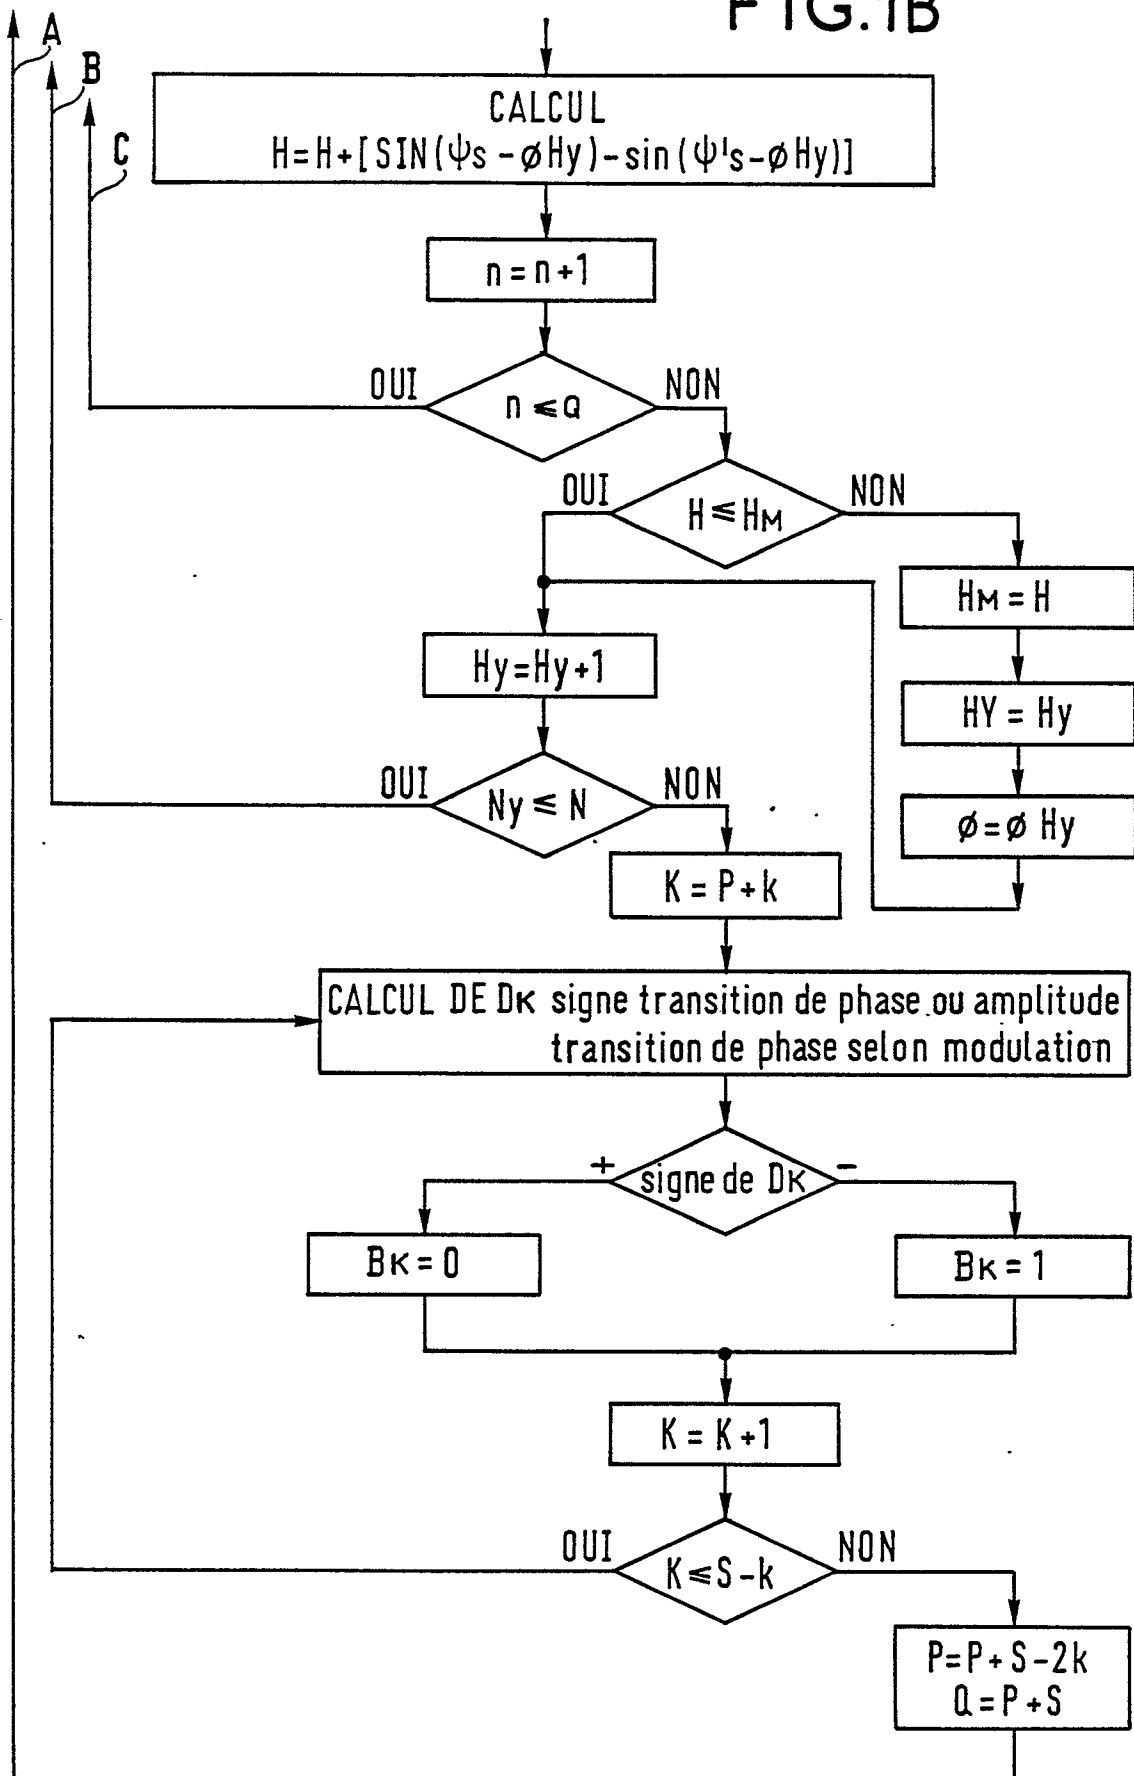 FIG.1B
A
B
C
CALCUL
H=H+[SIN(ψs-øHy)-sin(ψ's-øHy)]
n=n+1
OUI
n⩽Q
NON
OUI
H⩽HM
NON
HM=H
Hy=Hy+1
HY=Hy
OUI
Ny⩽N
NON
ø=øHy
K=P+k
CALCUL DE DK signe transition de phase ou amplitude
transition de phase selon modulation
+
signe de DK
-
BK=0
BK=1
K=K+1
OUI
K⩽S-k
NON
P=P+S-2k
Q=P+S